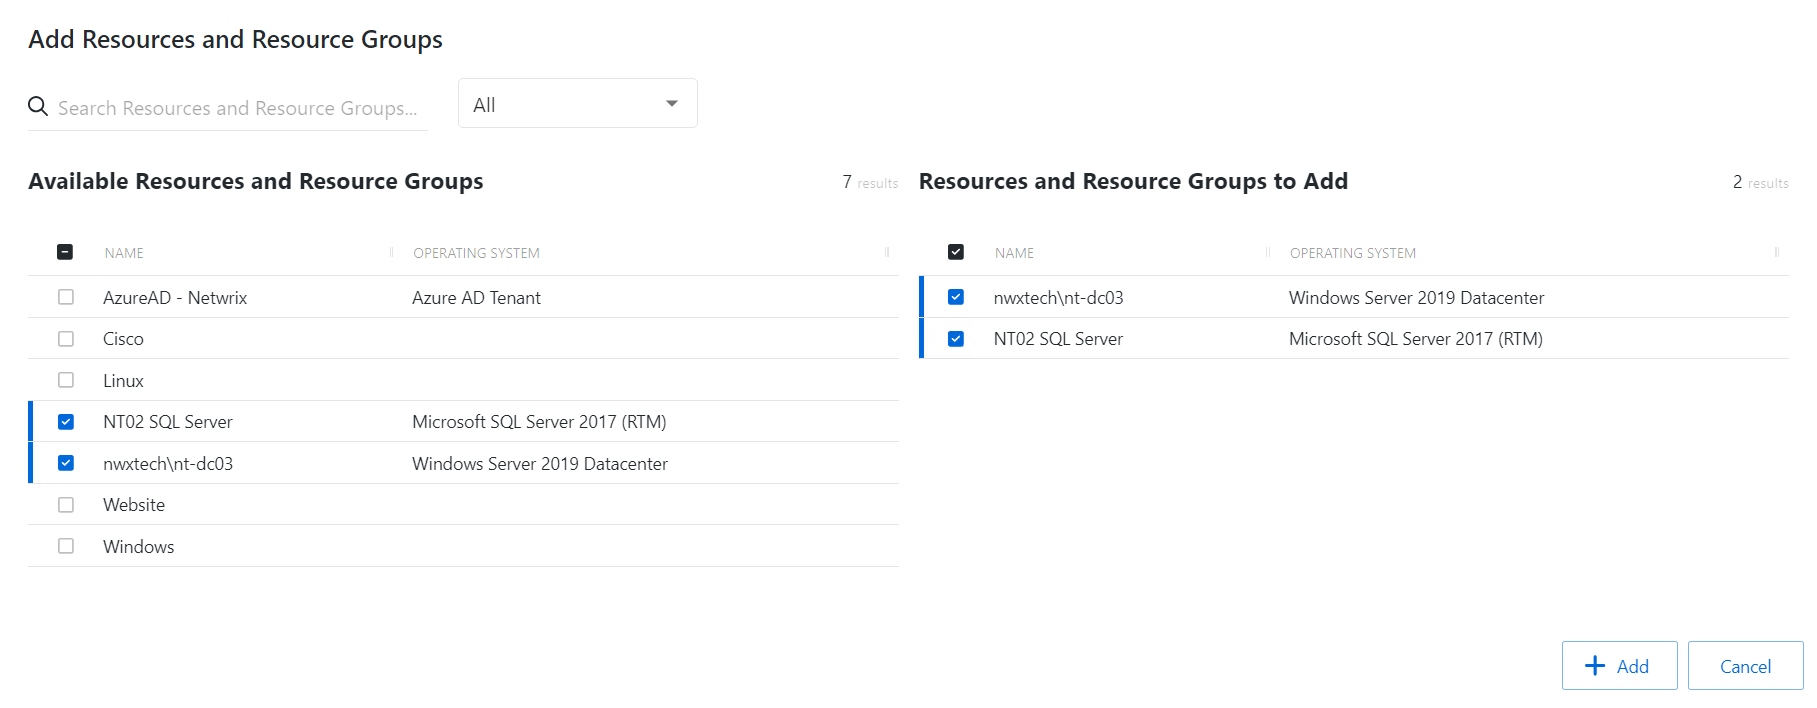 Add Resources and Resource Groups
Search Resources and Resource Groups...
All
Available Resources and Resource Groups
7 results
NAME
OPERATING SYSTEM
AzureAD - Netwrix
Azure AD Tenant
Cisco
Linux
NT02 SQL Server
Microsoft SQL Server 2017 (RTM)
nwxtech\nt-dc03
Windows Server 2019 Datacenter
Website
Windows
Resources and Resource Groups to Add
2 results
NAME
OPERATING SYSTEM
nwxtech\nt-dc03
Windows Server 2019 Datacenter
NT02 SQL Server
Microsoft SQL Server 2017 (RTM)
Add
Cancel